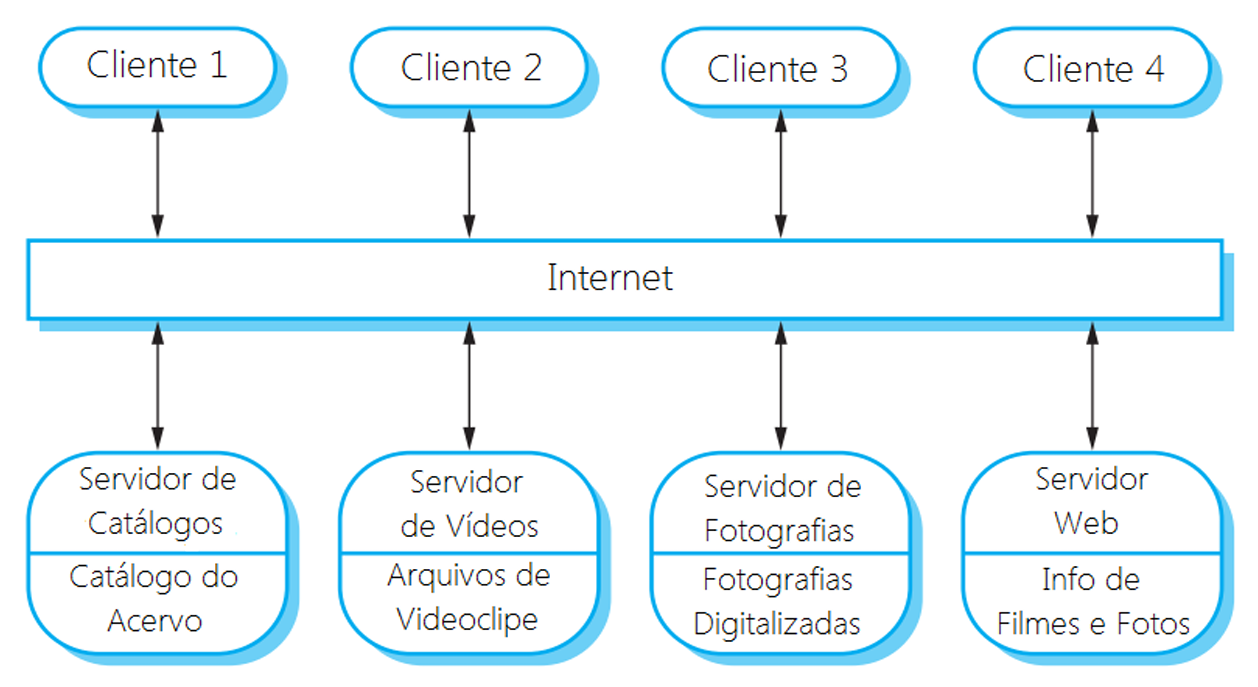 Cliente 1
Cliente 2
Cliente 3
Cliente 4
Internet
Servidor de
Catálogos
Catálogo do
Acervo
Servidor
de Vídeos
Arquivos de
Videoclipe
Servidor de
Fotografias
Fotografias
Digitalizadas
Servidor
Web
Info de
Filmes e Fotos